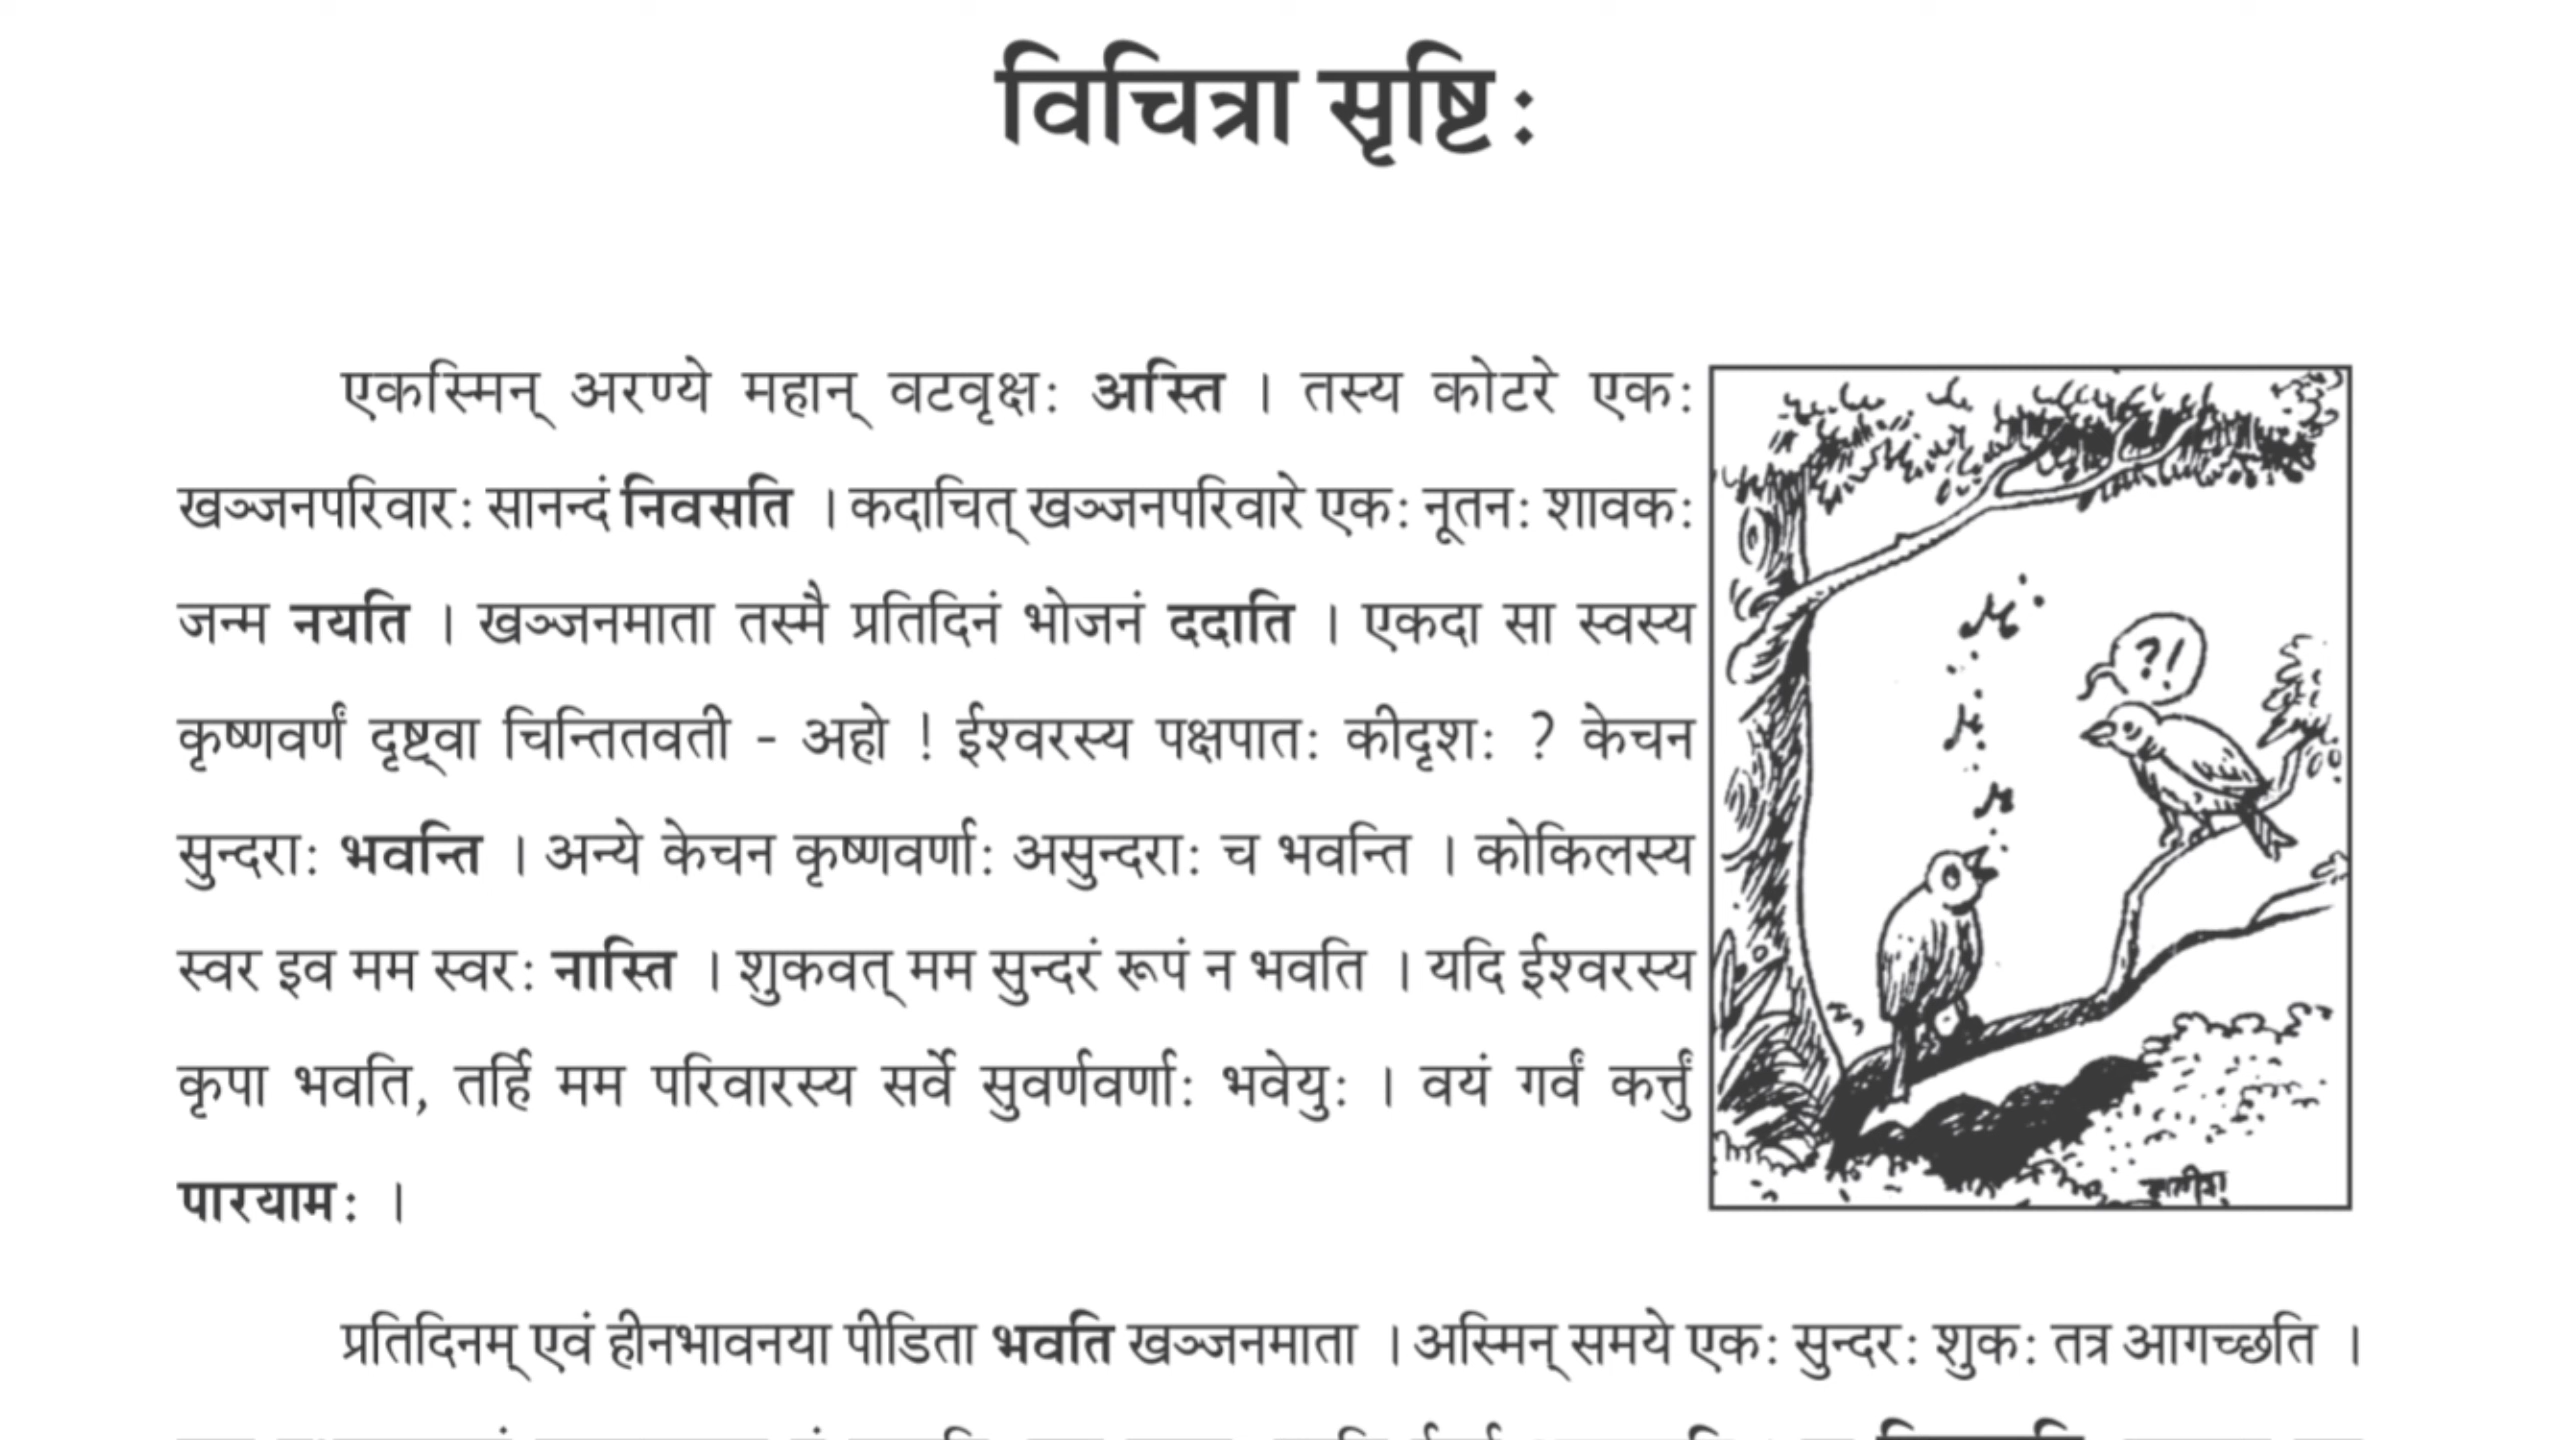 विचित्रा सृष्टिः
एकस्मिन् अरण्ये महान् वटवृक्षः अस्ति । तस्य कोटरे एकः
खञ्जनपरिवारः सानन्दं निवसति । कदाचित् खञ्जनपरिवारे एकः नूतनः शावकः
जन्म नयति । खञ्जनमाता तस्मै प्रतिदिनं भोजनं ददाति । एकदा सा स्वस्य
कृष्णवर्णं दृष्ट्वा चिन्तितवती - अहो ! ईश्वरस्य पक्षपातः कीदृशः ? केचन
सुन्दराः भवन्ति । अन्ये केचन कृष्णवर्णाः असुन्दराः च भवन्ति । कोकिलस्य
स्वर इव मम स्वरः नास्ति । शुकवत् मम सुन्दरं रूपं न भवति । यदि ईश्वरस्य
कृपा भवति, तर्हि मम परिवारस्य सर्वे सुवर्णवर्णाः भवेयुः । वयं गर्वं कर्त्तुं
पारयामः ।
?!
प्रतिदिनम् एवं हीनभावनया पीडिता भवति खञ्जनमाता । अस्मिन् समये एकः सुन्दरः शुकः तत्र आगच्छति ।